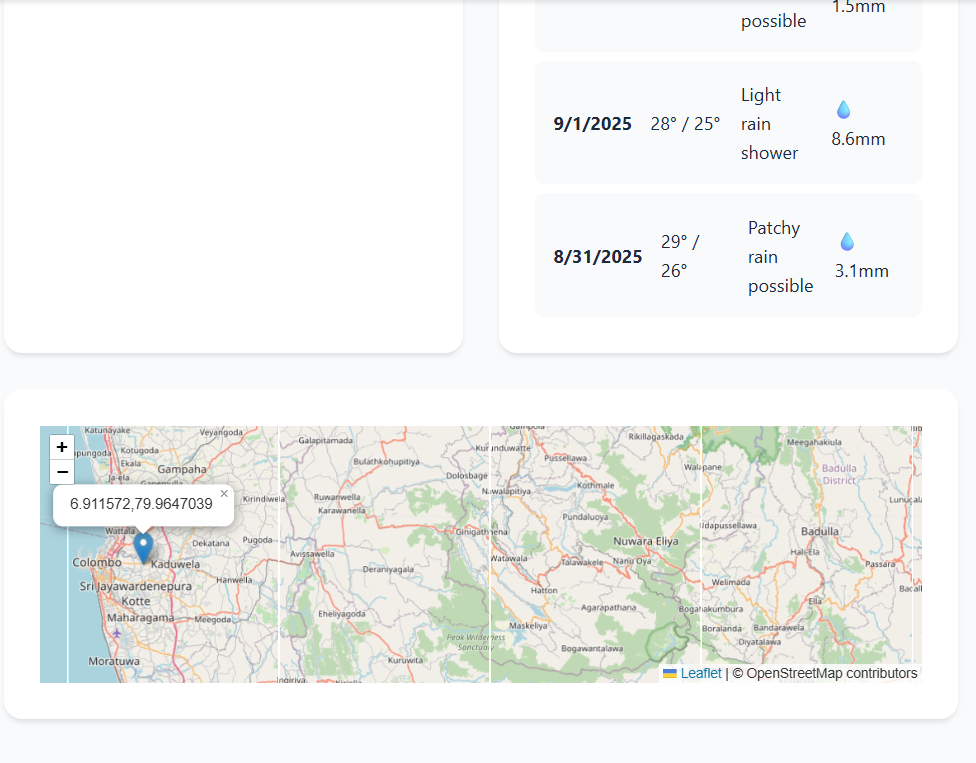 possible
1.5mm
9/1/2025
28° / 25°
Light
rain
shower
8.6mm
8/31/2025
29° /
26°
Patchy
rain
possible
3.1mm
+
−
6.911572,79.9647039
×
Katunayake
Veyangoda
Kotugoda
Ekala
Ja-ela
Gampaha
Kirindiwela
Wattala
Dekatana
Pugoda
Colombo
Kaduwela
Hanwella
Sri Jayawardenepura
Kotte
Maharagama
Meegoda
Moratuwa
Galapitamada
Bulathkohupitiya
Dolosbage
Ruwanwella
Karawanella
Avissawella
Ginigathhena
Deraniyagala
Eheliyagoda
Peak Wilderness
Sanctuary
Kuruwita
Rikillagaskada
Pussellawa
Kothmale
Nawalapitiya
Pundaluoya
Nuwara Eliya
Watawala
Talawakele
Nanu Oya
Hatton
Agarapathana
Maskeliya
Bogawantalawa
Meegahakiula
Walapane
Badulla
District
Badulla
Hali-Ela
Passara
Welimada
Ella
Bogahakumbura
Boralanda
Bandarawela
Diyatalawa
Leaflet | © OpenStreetMap contributors